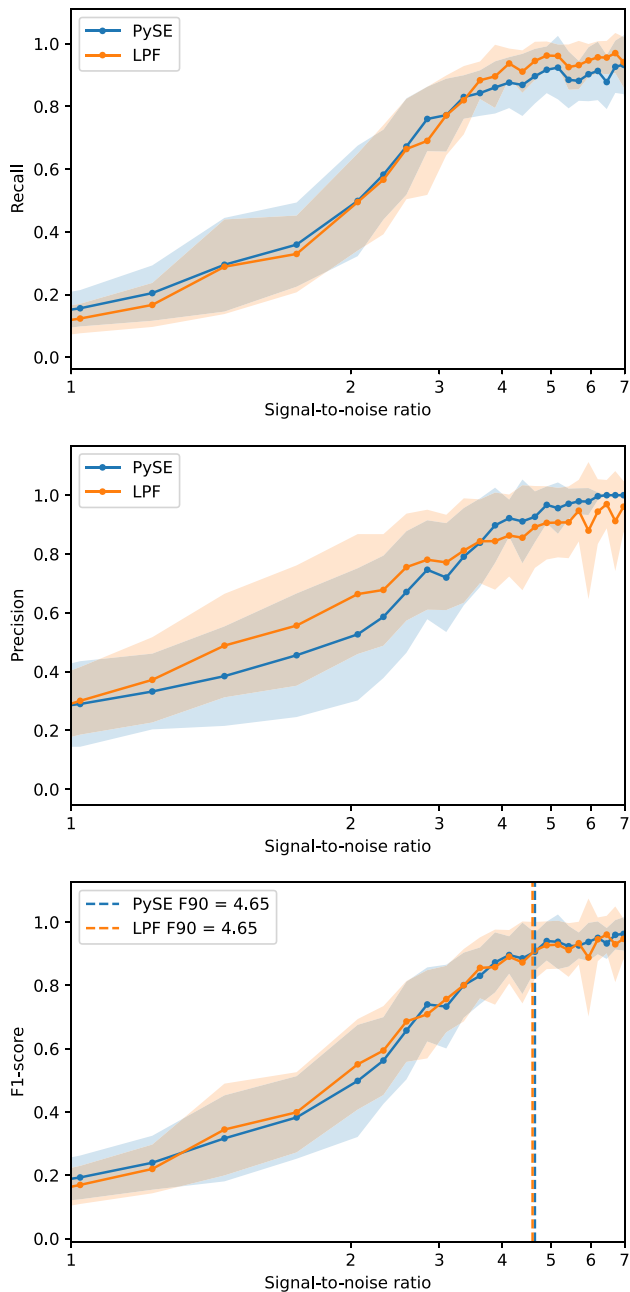 PySE
LPF
Recall
1.0
0.8
0.6
0.4
0.2
0.0
1 2 3 4 5 6 7
Signal-to-noise ratio
PySE
LPF
Precision
1.0
0.8
0.6
0.4
0.2
0.0
1 2 3 4 5 6 7
Signal-to-noise ratio
PySE F90 = 4.65
LPF F90 = 4.65
F1-score
1.0
0.8
0.6
0.4
0.2
0.0
1 2 3 4 5 6 7
Signal-to-noise ratio